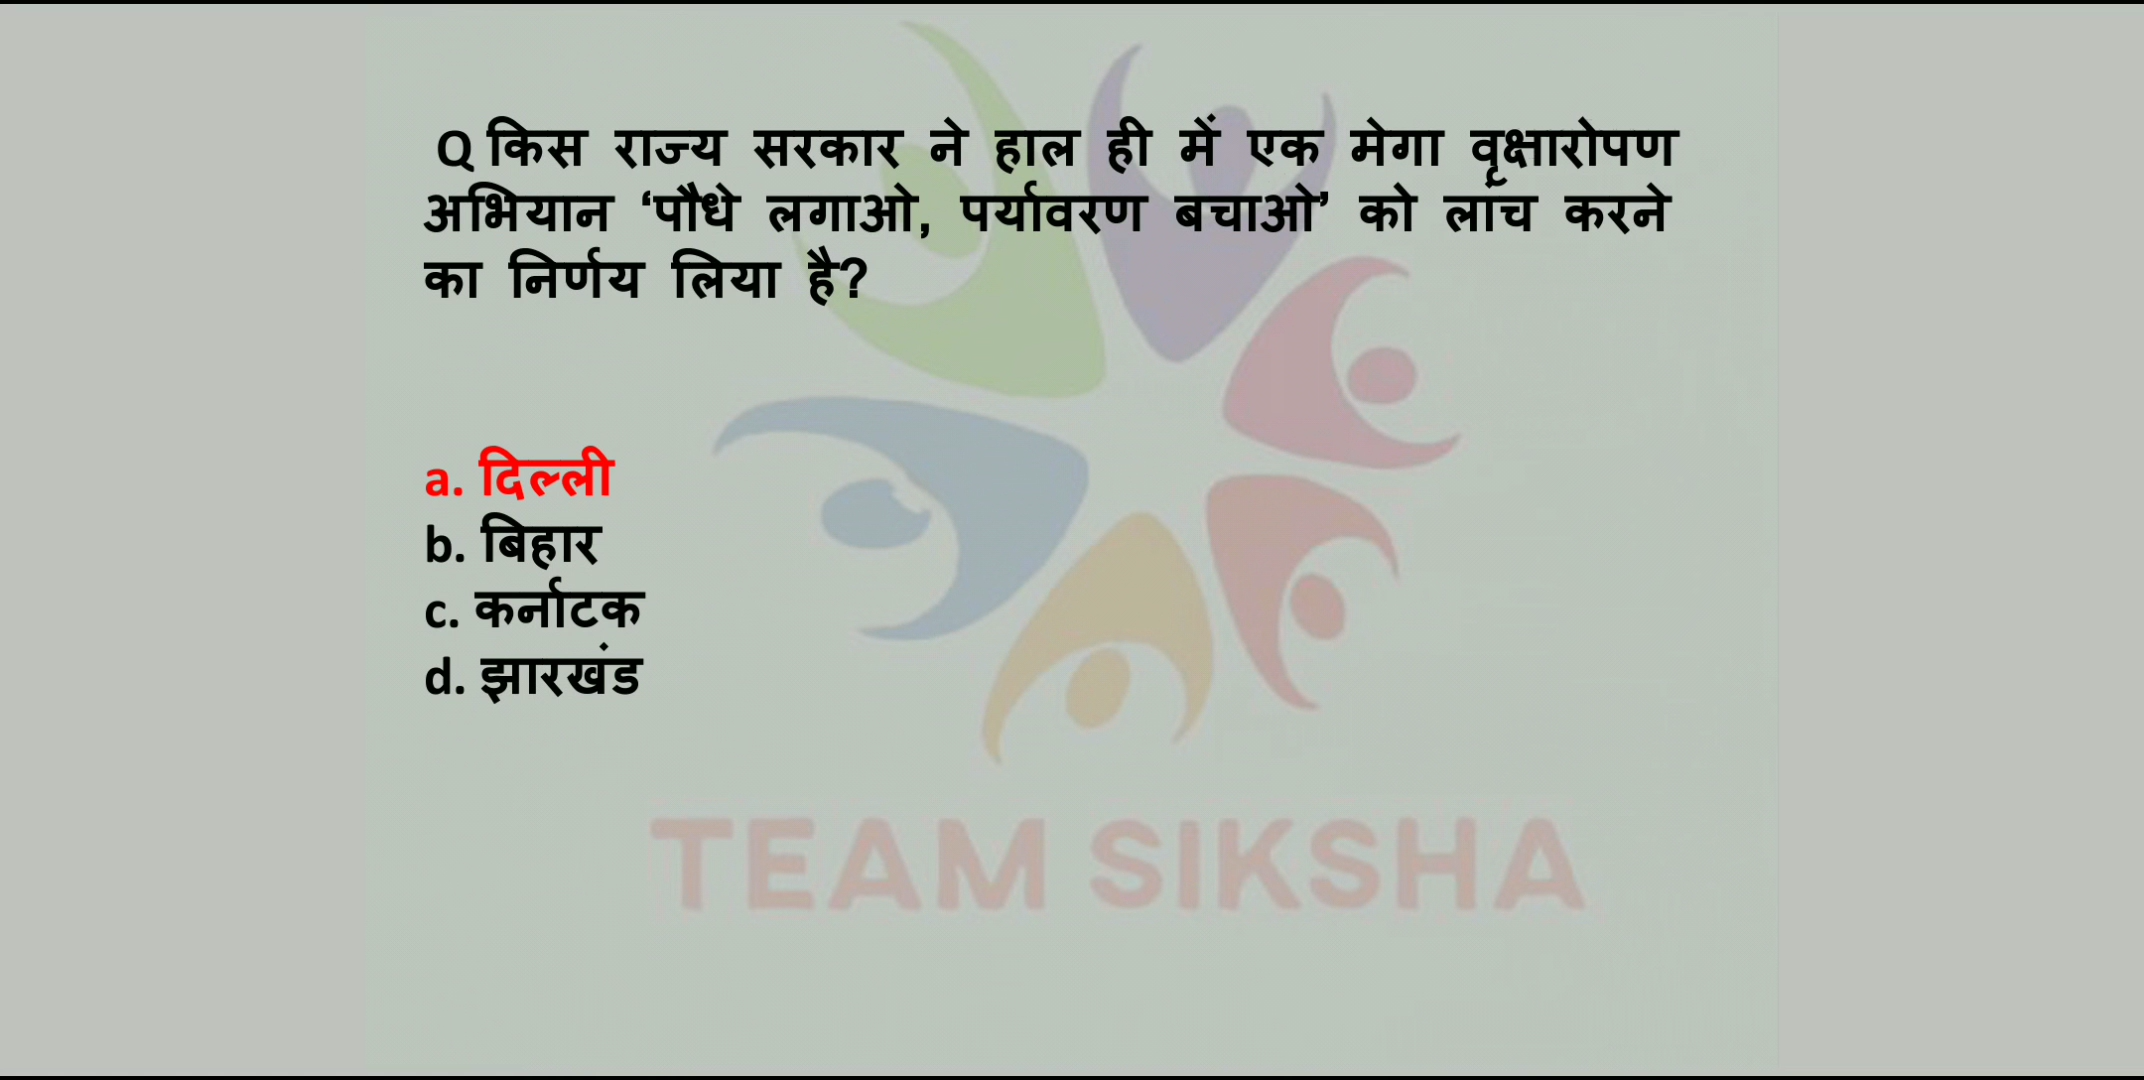 Q किस राज्य सरकार ने हाल ही में एक मेगा वृक्षारोपण
अभियान ‘पौधे लगाओ, पर्यावरण बचाओ’ को लांच करने
का निर्णय लिया है?
a. दिल्ली
b. बिहार
c. कर्नाटक
d. झारखंड
TEAM SIKSHA